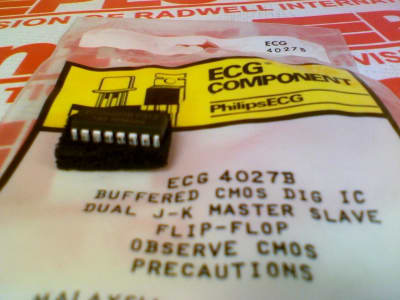 SION OF RADWELL INTERNATIONAL
ECG
4027B
ECG
COMPONENT
PhilipsECG
ECG 4027B
BUFFERED CMOS DIG IC
DUAL J-K MASTER SLAVE
FLIP-FLOP
OBSERVE CMOS
PRECAUTIONS